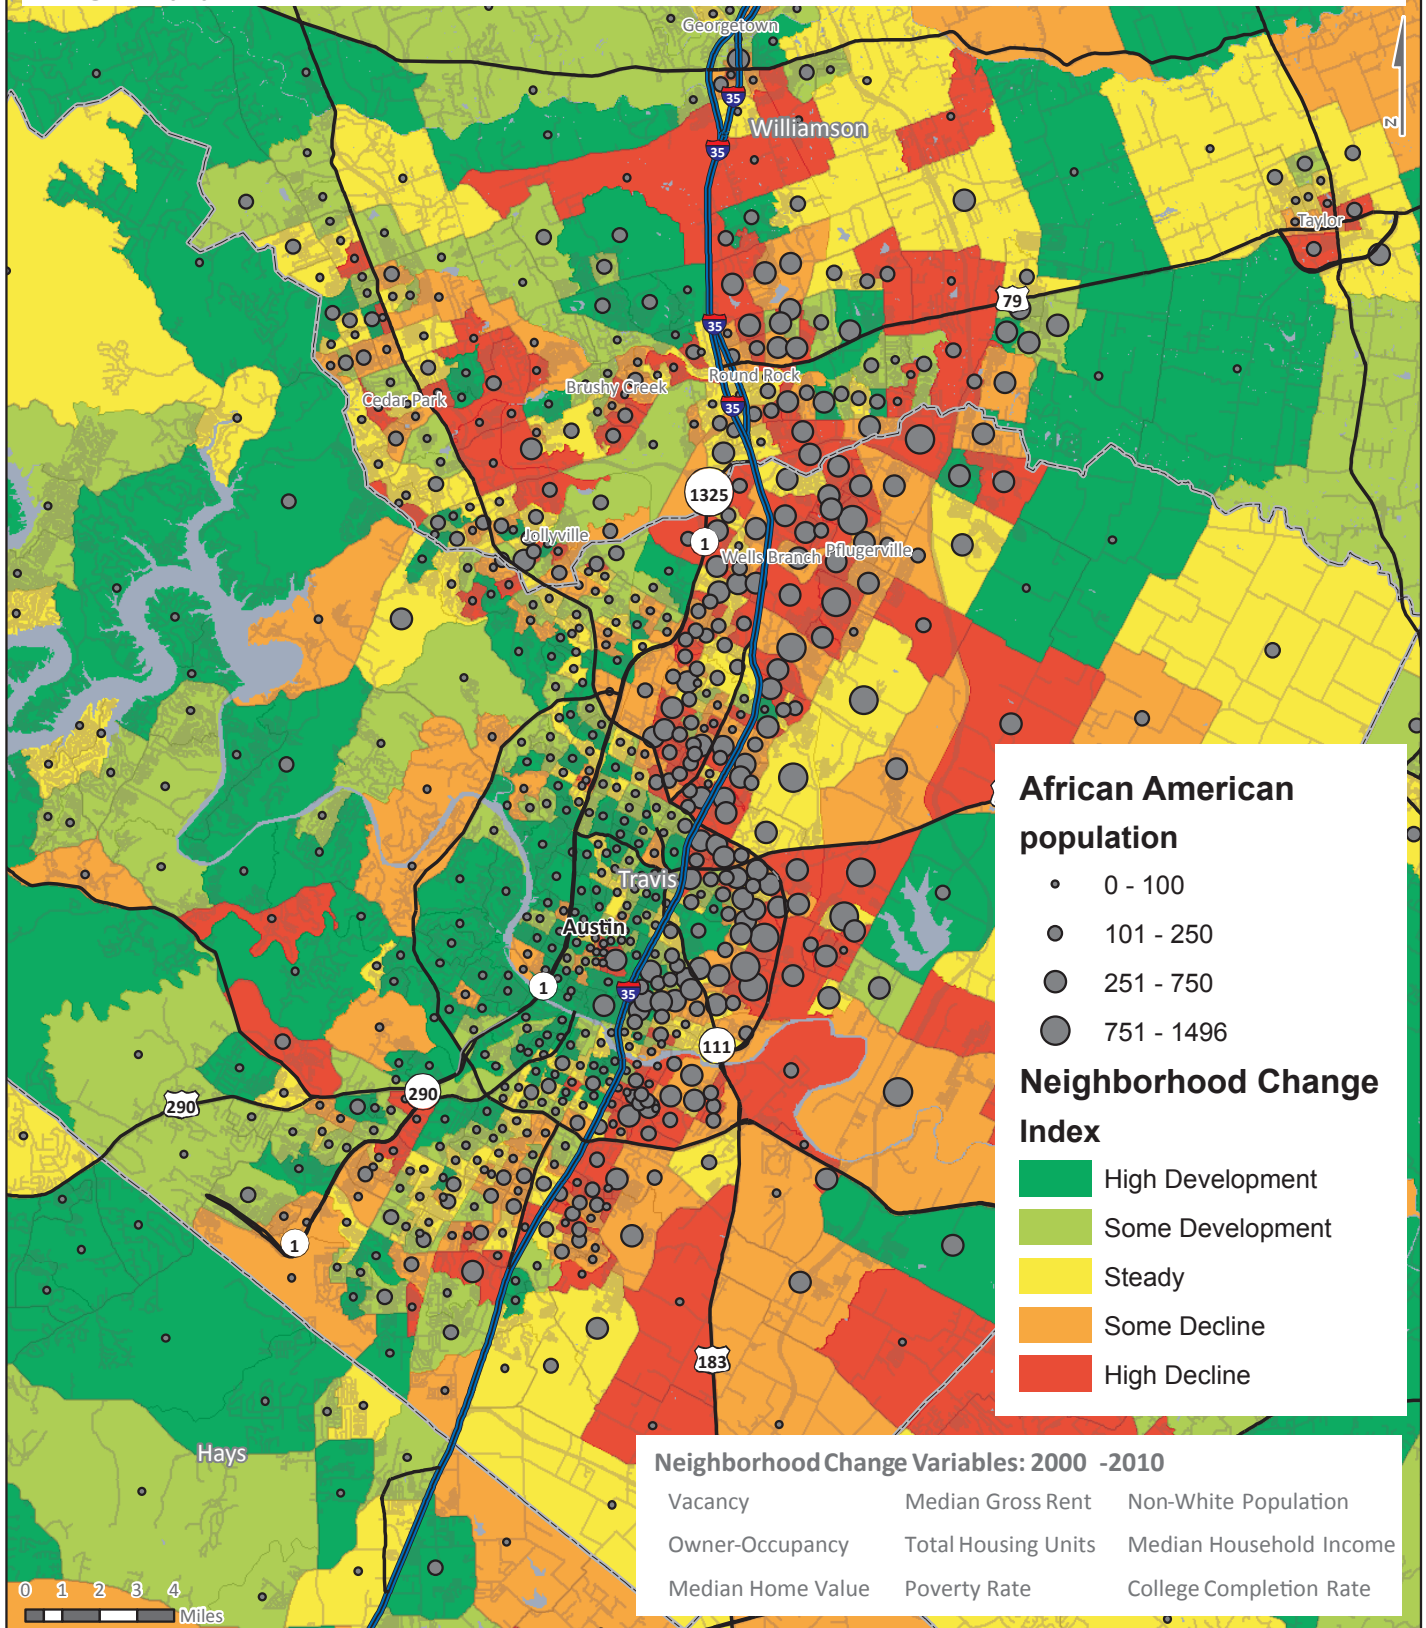 Georgetown
35
Williamson
35
Z
Taylor
79
35
Round Rock
Brushy Creek
Cedar Park
35
1325
Jollyville
1
Wells Branch
Pflugerville
Travis
Austin
1
35
111
290
290
1
183
Hays
African American
population
0 - 100
101 - 250
251 - 750
751 - 1496
Neighborhood Change
Index
High Development
Some Development
Steady
Some Decline
High Decline
Neighborhood Change Variables: 2000 -2010
Vacancy Median Gross Rent Non-White Population
Owner-Occupancy Total Housing Units Median Household Income
Median Home Value Poverty Rate College Completion Rate
0 1 2 3 4
Miles